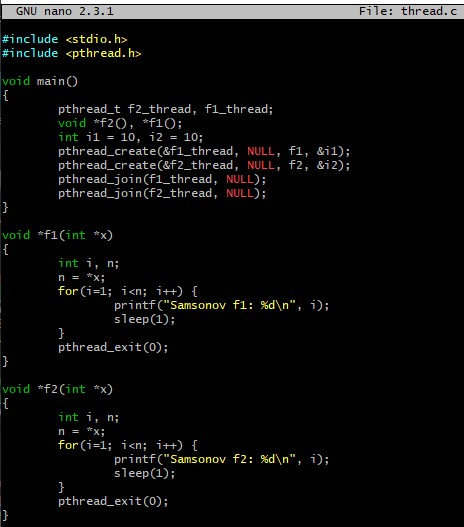 GNU nano 2.3.1 File: thread.c
#include <stdio.h>
#include <pthread.h>
void main()
{
pthread_t f2_thread, f1_thread;
void *f2(), *f1();
int i1 = 10, i2 = 10;
pthread_create(&f1_thread, NULL, f1, &i1);
pthread_create(&f2_thread, NULL, f2, &i2);
pthread_join(f1_thread, NULL);
pthread_join(f2_thread, NULL);
}
void *f1(int *x)
{
int i, n;
n = *x;
for(i=1; i<n; i++) {
printf("Samsonov f1: %d\n", i);
sleep(1);
}
pthread_exit(0);
}
void *f2(int *x)
{
int i, n;
n = *x;
for(i=1; i<n; i++) {
printf("Samsonov f2: %d\n", i);
sleep(1);
}
pthread_exit(0);
}